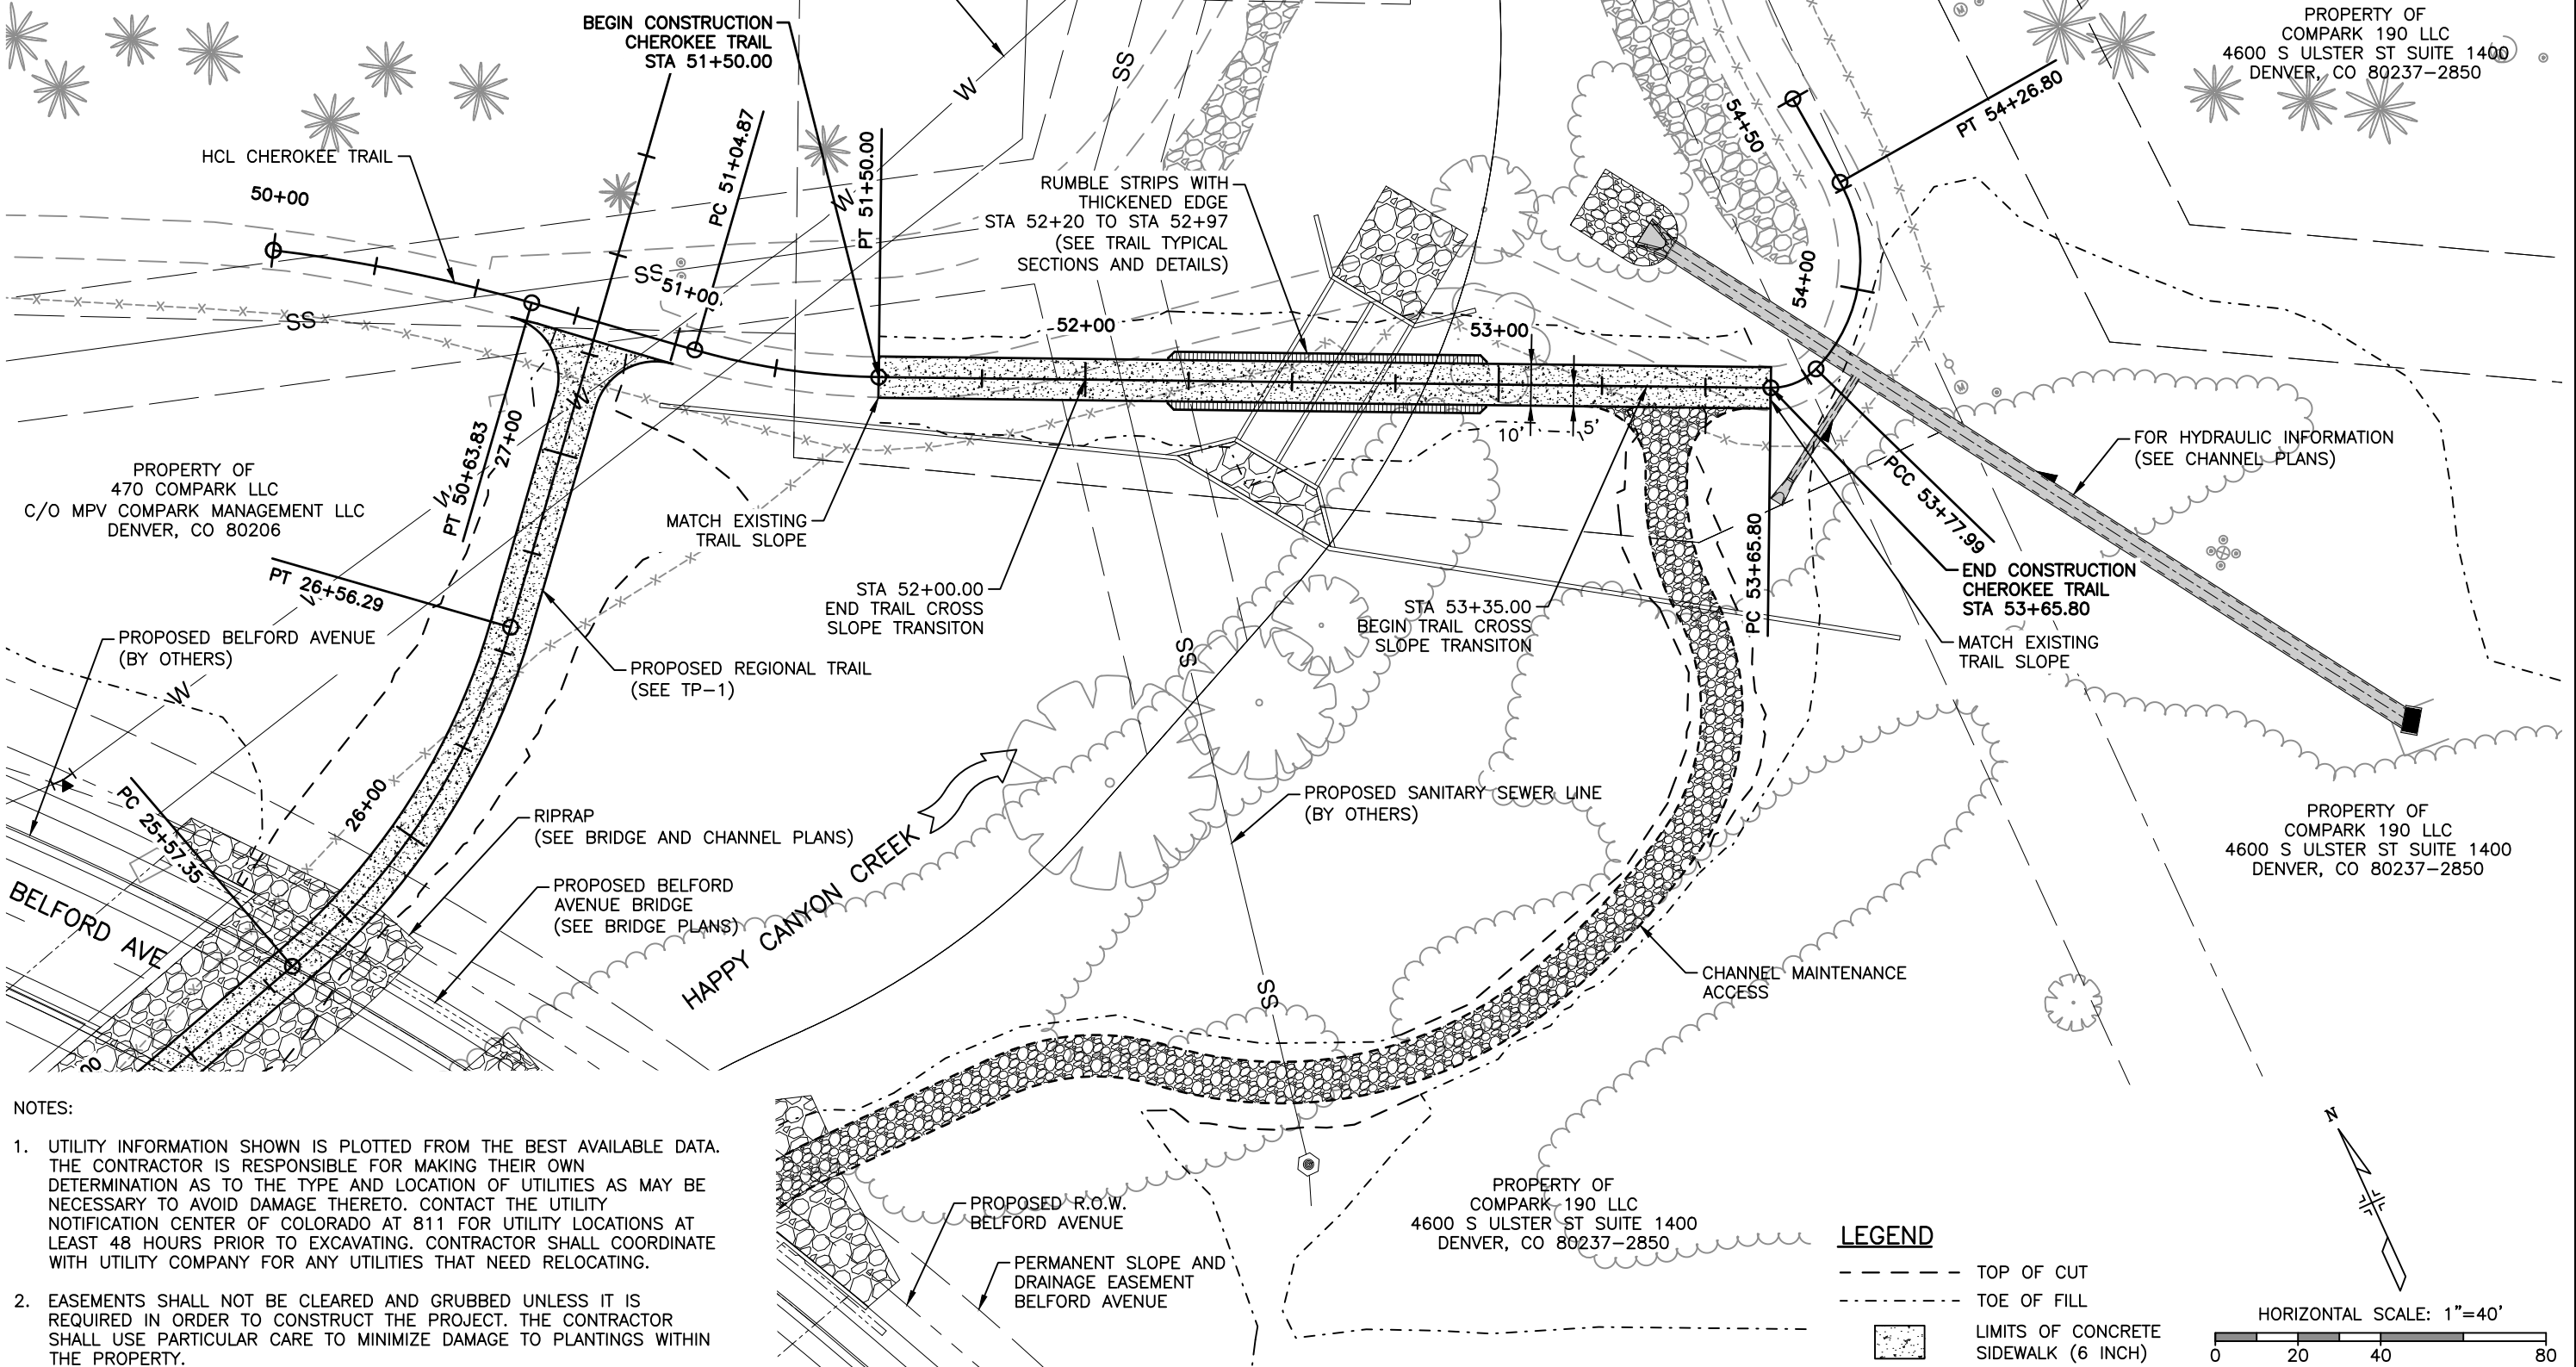 BEGIN CONSTRUCTION
CHEROKEE TRAIL
STA 51+50.00
PROPERTY OF
COMPARK 190 LLC
4600 S ULSTER ST SUITE 1400
DENVER, CO 80237-2850
HCL CHEROKEE TRAIL
50+00
PC 51+04.87
PT 51+50.00
W
W
SS
RUMBLE STRIPS WITH
THICKENED EDGE
STA 52+20 TO STA 52+97
(SEE TRAIL TYPICAL
SECTIONS AND DETAILS)
54+50
PT 54+26.80
54+00
SS
51+00
SS
52+00
53+00
W
10'
5'
27+00
PT 50+63.83
W
PROPERTY OF
470 COMPARK LLC
C/O MPV COMPARK MANAGEMENT LLC
DENVER, CO 80206
MATCH EXISTING
TRAIL SLOPE
FOR HYDRAULIC INFORMATION
(SEE CHANNEL PLANS)
PCC 53+77.99
PC 53+65.80
END CONSTRUCTION
CHEROKEE TRAIL
STA 53+65.80
MATCH EXISTING
TRAIL SLOPE
PT 26+56.29
STA 52+00.00
END TRAIL CROSS
SLOPE TRANSITON
STA 53+35.00
BEGIN TRAIL CROSS
SLOPE TRANSITON
PROPOSED BELFORD AVENUE
(BY OTHERS)
W
PROPOSED REGIONAL TRAIL
(SEE TP-1)
SS
PC 25+57.35
26+00
RIPRAP
(SEE BRIDGE AND CHANNEL PLANS)
PROPOSED SANITARY SEWER LINE
(BY OTHERS)
PROPERTY OF
COMPARK 190 LLC
4600 S ULSTER ST SUITE 1400
DENVER, CO 80237-2850
BELFORD AVE
PROPOSED BELFORD
AVENUE BRIDGE
(SEE BRIDGE PLANS)
HAPPY CANYON CREEK
SS
CHANNEL MAINTENANCE
ACCESS
NOTES:
1. UTILITY INFORMATION SHOWN IS PLOTTED FROM THE BEST AVAILABLE DATA.
THE CONTRACTOR IS RESPONSIBLE FOR MAKING THEIR OWN
DETERMINATION AS TO THE TYPE AND LOCATION OF UTILITIES AS MAY BE
NECESSARY TO AVOID DAMAGE THERETO. CONTACT THE UTILITY
NOTIFICATION CENTER OF COLORADO AT 811 FOR UTILITY LOCATIONS AT
LEAST 48 HOURS PRIOR TO EXCAVATING. CONTRACTOR SHALL COORDINATE
WITH UTILITY COMPANY FOR ANY UTILITIES THAT NEED RELOCATING.
2. EASEMENTS SHALL NOT BE CLEARED AND GRUBBED UNLESS IT IS
REQUIRED IN ORDER TO CONSTRUCT THE PROJECT. THE CONTRACTOR
SHALL USE PARTICULAR CARE TO MINIMIZE DAMAGE TO PLANTINGS WITHIN
THE PROPERTY.
PROPOSED R.O.W.
BELFORD AVENUE
PERMANENT SLOPE AND
DRAINAGE EASEMENT
BELFORD AVENUE
PROPERTY OF
COMPARK 190 LLC
4600 S ULSTER ST SUITE 1400
DENVER, CO 80237-2850
LEGEND
TOP OF CUT
TOE OF FILL
LIMITS OF CONCRETE
SIDEWALK (6 INCH)
N
HORIZONTAL SCALE: 1"=40'
0 20 40 80